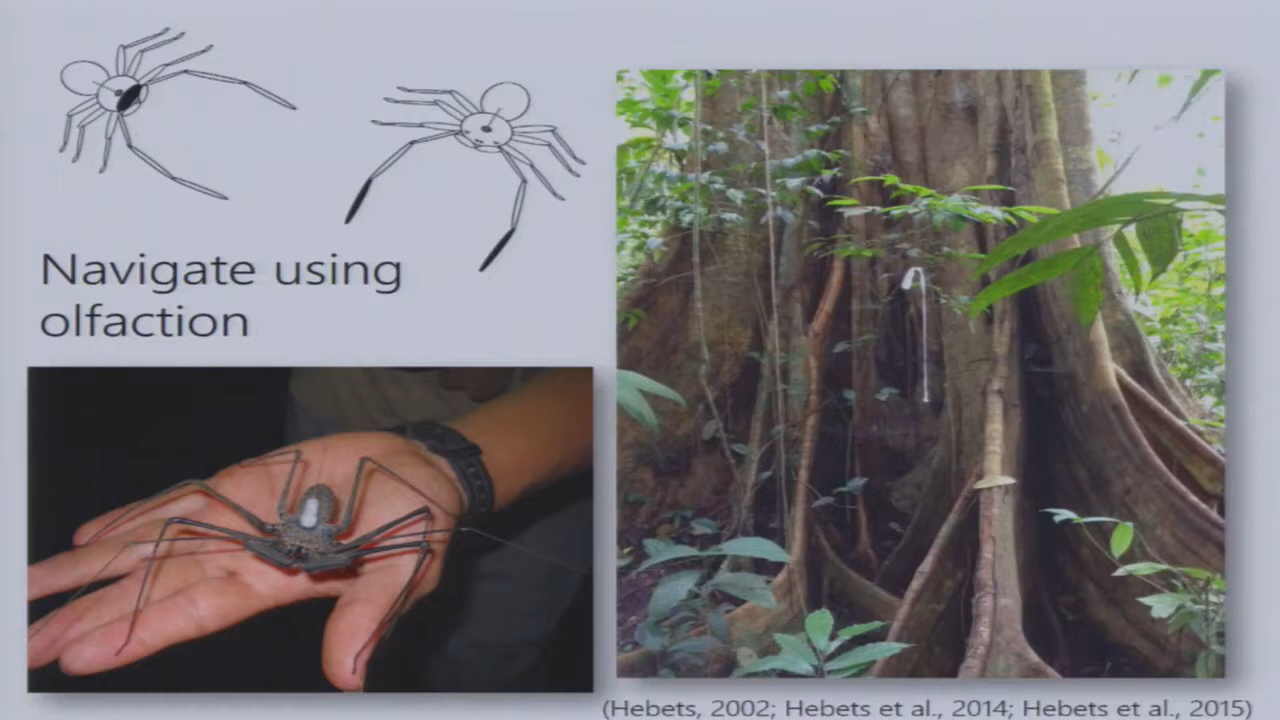 Navigate using
olfaction
(Hebets, 2002; Hebets et al., 2014; Hebets et al., 2015)